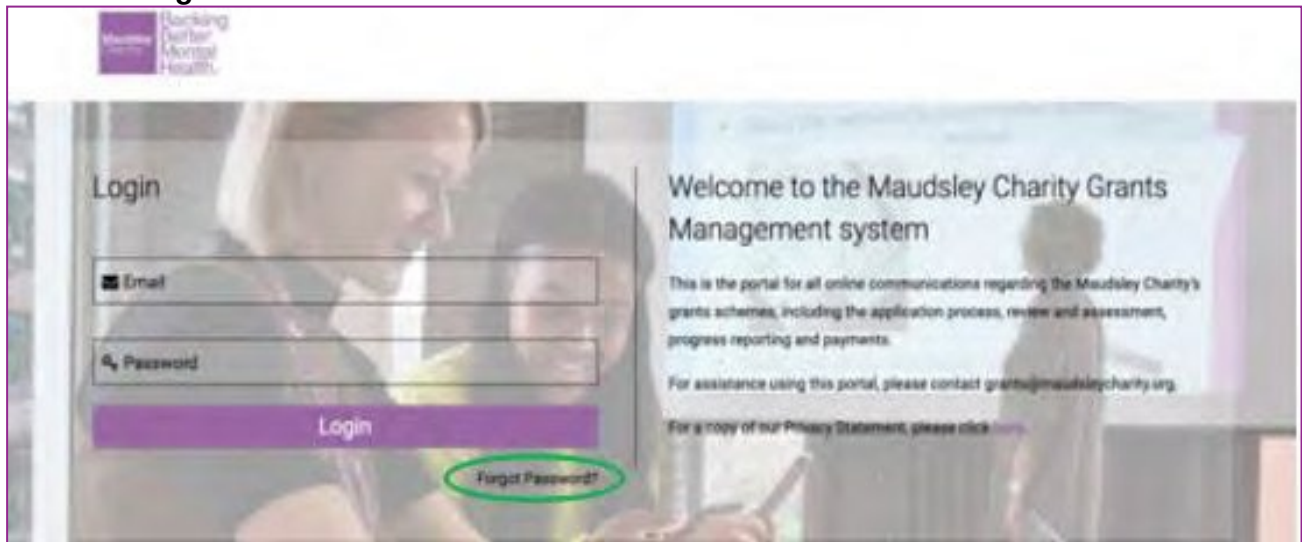 Maudsley
Backing
Better
Mental
Health.
Login
Email
Password
Login
Forgot Password?
Welcome to the Maudsley Charity Grants
Management system
This is the portal for all online communications regarding the Maudsley Charity's
grants schemes, including the application process, review and assessment,
progress reporting and payments.
For assistance using this portal, please contact grants@maudsleycharity.org.
For a copy of our Privacy Statement, please click here.